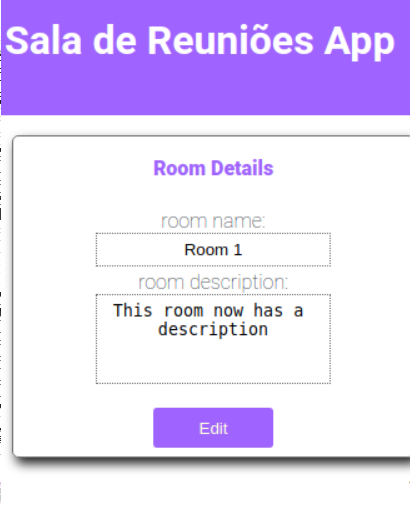 Sala de Reuniões App
Room Details
room name:
Room 1
room description:
This room now has a
description
Edit